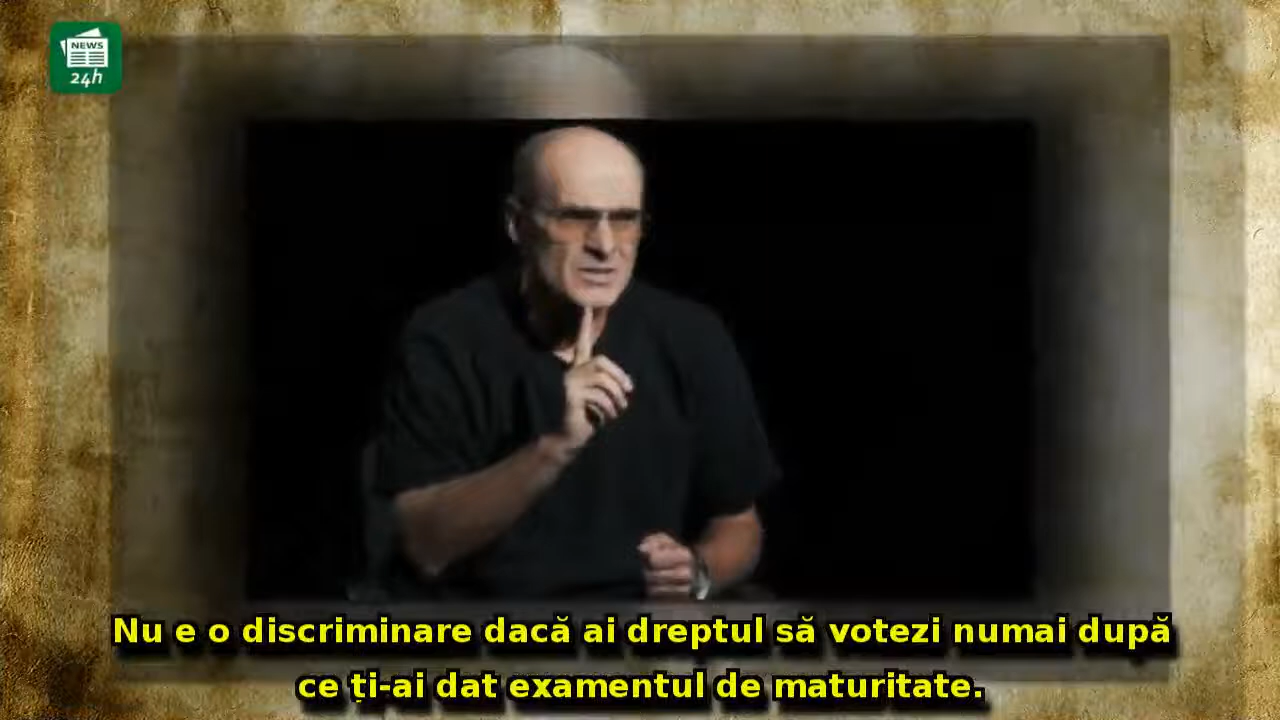 NEWS
24h
Nu e o discriminare dacă ai dreptul să votezi numai după
ce ți-ai dat examentul de maturitate.